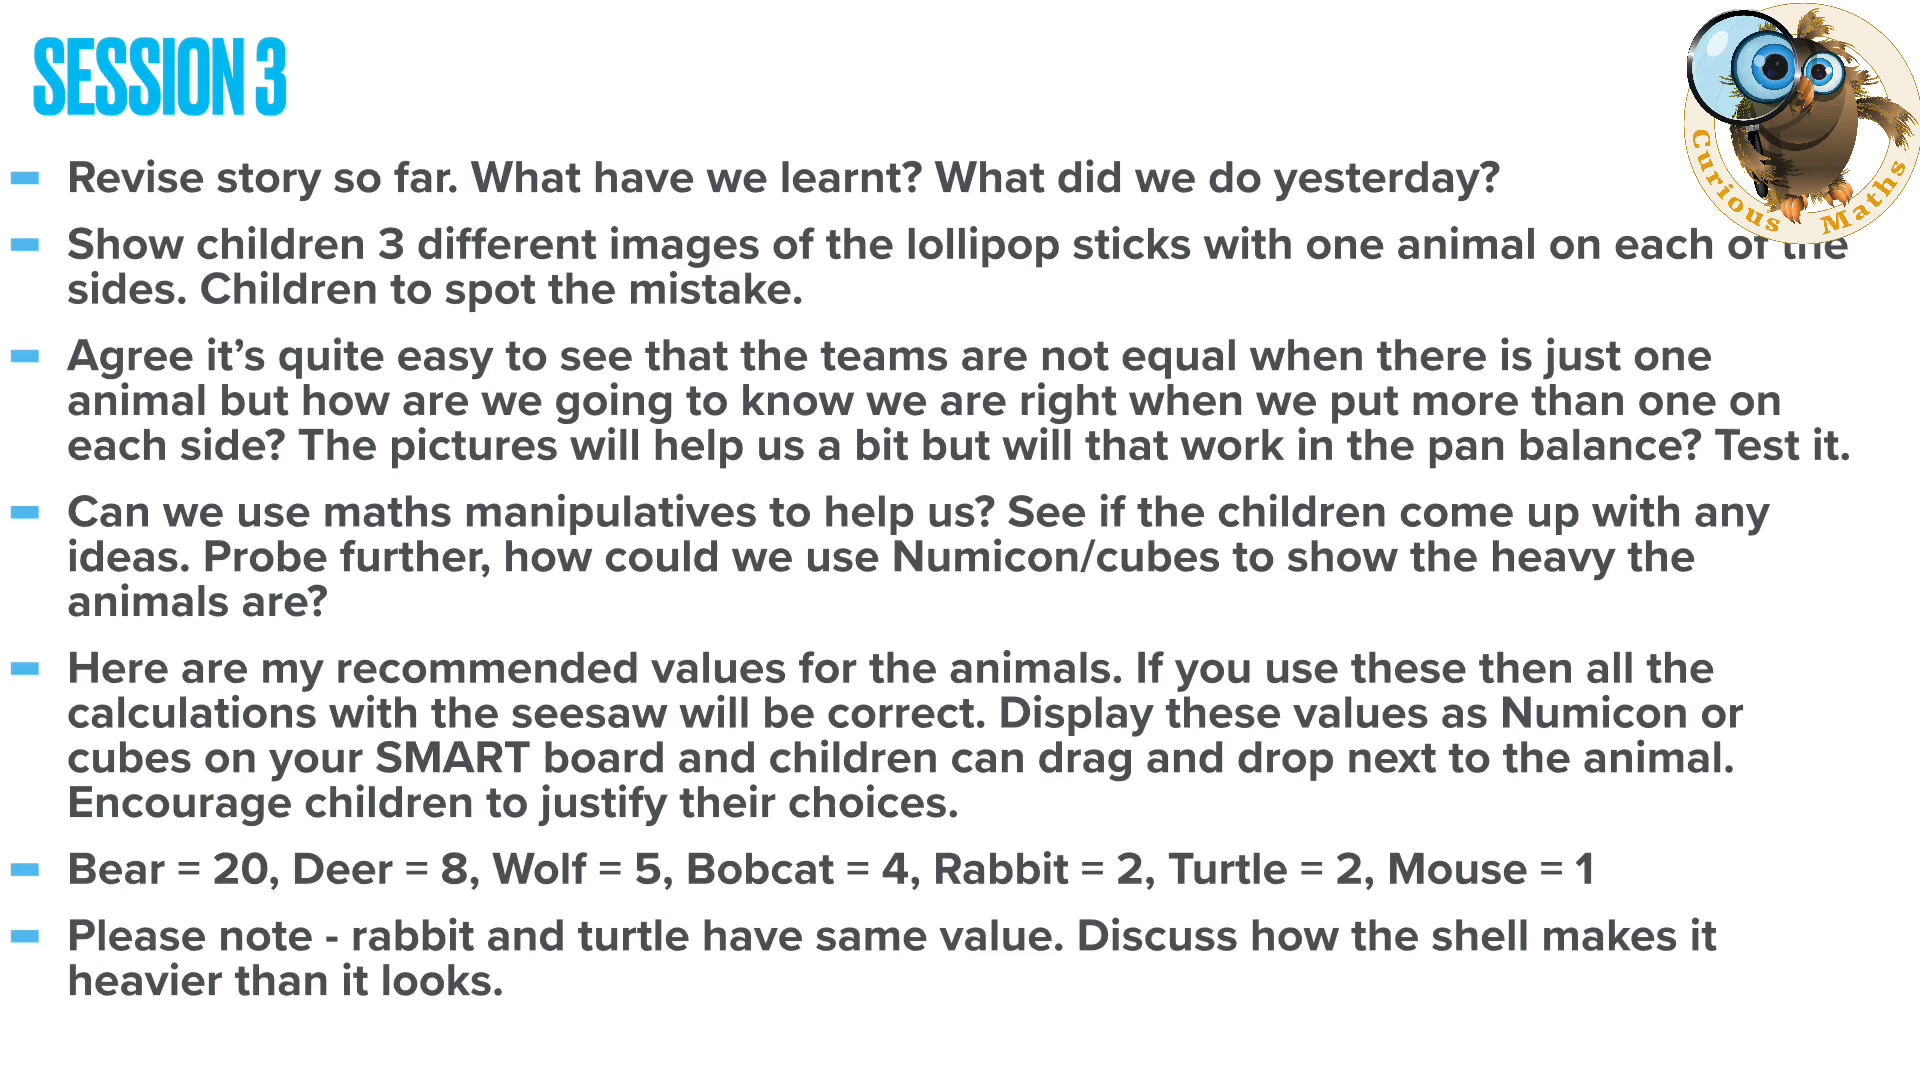 SESSION 3
Curious Maths
Revise story so far. What have we learnt? What did we do yesterday?
Show children 3 different images of the lollipop sticks with one animal on each of the
sides. Children to spot the mistake.
Agree it’s quite easy to see that the teams are not equal when there is just one
animal but how are we going to know we are right when we put more than one on
each side? The pictures will help us a bit but will that work in the pan balance? Test it.
Can we use maths manipulatives to help us? See if the children come up with any
ideas. Probe further, how could we use Numicon/cubes to show the heavy the
animals are?
Here are my recommended values for the animals. If you use these then all the
calculations with the seesaw will be correct. Display these values as Numicon or
cubes on your SMART board and children can drag and drop next to the animal.
Encourage children to justify their choices.
Bear = 20, Deer = 8, Wolf = 5, Bobcat = 4, Rabbit = 2, Turtle = 2, Mouse = 1
Please note - rabbit and turtle have same value. Discuss how the shell makes it
heavier than it looks.